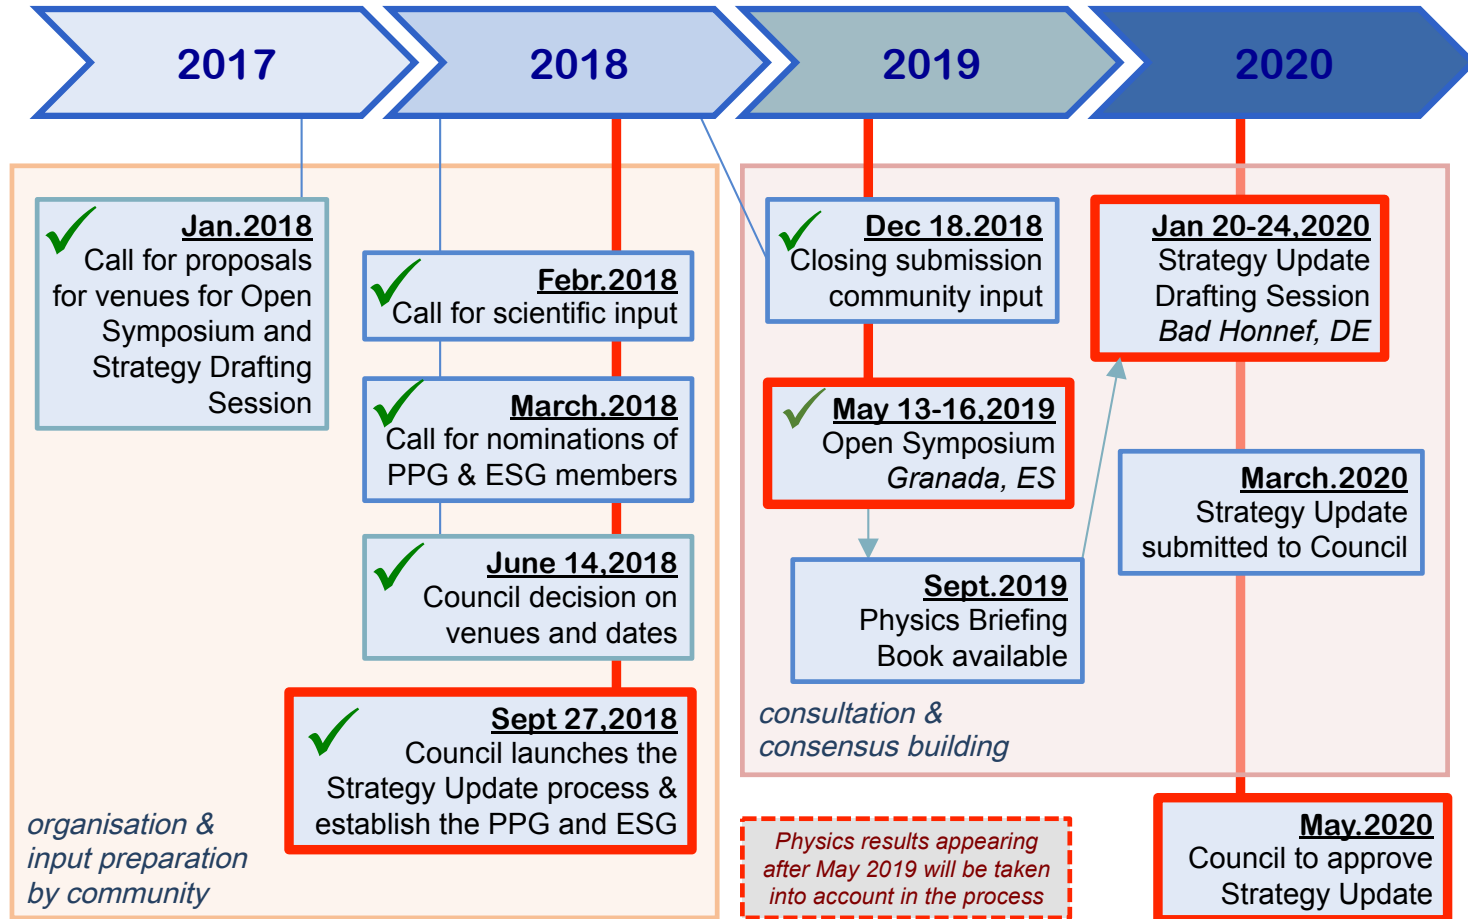 2017
2018
2019
2020
Jan.2018
Call for proposals
for venues for Open
Symposium and
Strategy Drafting
Session
Febr.2018
Call for scientific input
March.2018
Call for nominations of
PPG & ESG members
June 14,2018
Council decision on
venues and dates
Sept 27,2018
Council launches the
Strategy Update process &
establish the PPG and ESG
organisation &
input preparation
by community
Dec 18.2018
Closing submission
community input
May 13-16,2019
Open Symposium
Granada, ES
Sept.2019
Physics Briefing
Book available
consultation &
consensus building
Jan 20-24,2020
Strategy Update
Drafting Session
Bad Honnef, DE
March.2020
Strategy Update
submitted to Council
Physics results appearing
after May 2019 will be taken
into account in the process
May.2020
Council to approve
Strategy Update